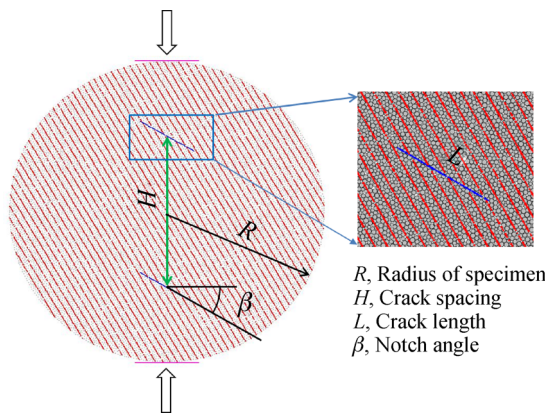 L
H
R
β
R, Radius of specimen
H, Crack spacing
L, Crack length
β, Notch angle